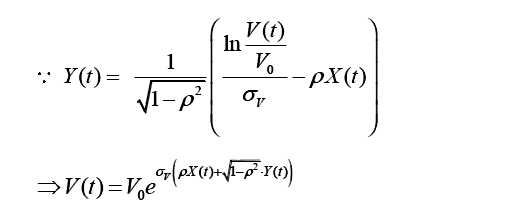 ∵ Y(t) = 1/√(1−ρ²) ( ln(V(t)/V₀)/σ_V − ρX(t) )
⇒V(t) = V₀e^(σ_V(ρX(t)+√(1−ρ²)·Y(t)))